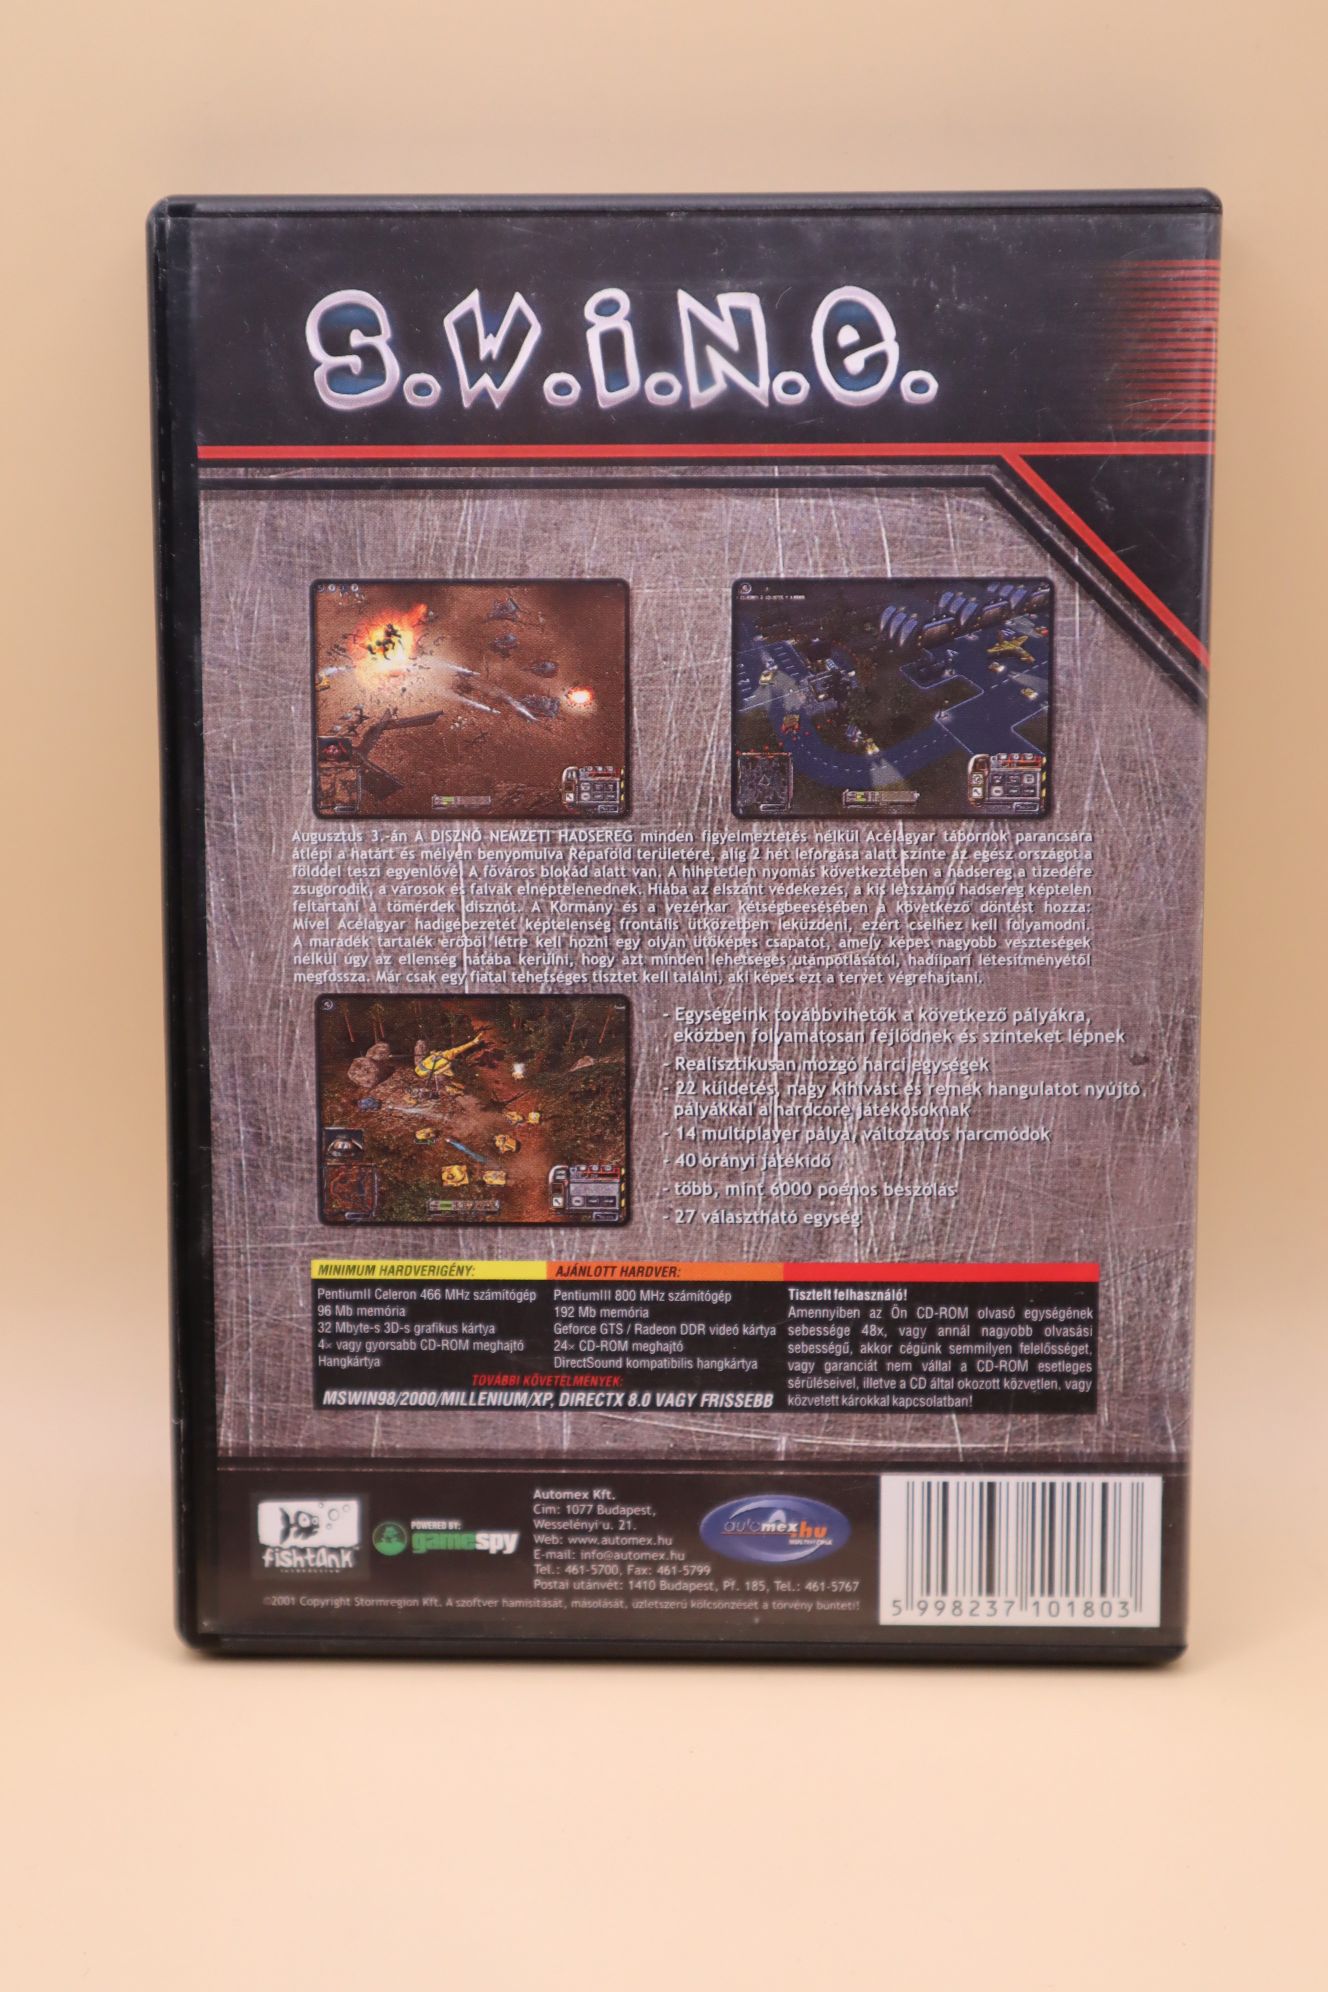 S.W.I.N.E.
Augusztus 3.-án A DISZNÓ NEMZETI HADSEREG minden figyelmeztetés nélkül Acélagyar tábornok parancsára
átlépi a határt és mélyen benyomulva Répaföld területére, alig 2 hét leforgása alatt szinte az egész országot a
földdel teszi egyenlővé! A főváros blokád alatt van. A hihetetlen nyomás következtében a hadsereg a tizedére
zsugorodik, a városok és falvak elnéptelenednek. Hiába az elszánt védekezés, a kis létszámú hadsereg képtelen
feltartani a tömérdek disznót. A Kormány és a vezérkar kétségbeesésében a következő döntést hozza:
Mivel Acélagyar hadigépezetét képtelenség frontális ütközetben leküzdeni, ezért cselhez kell folyamodni.
A maradék tartalék erőből létre kell hozni egy olyan ütőképes csapatot, amely képes nagyobb veszteségek
nélkül úgy az ellenség hátába kerülni, hogy azt minden lehetséges utánpótlásától, hadiipari létesítményétől
megfossza. Már csak egy fiatal tehetséges tisztet kell találni, aki képes ezt a tervet végrehajtani.
- Egységeink továbbvihetők a következő pályákra,
eközben folyamatosan fejlődnek és szinteket lépnek
- Realisztikusan mozgó harci egységek
- 22 küldetés, nagy kihívást és remek hangulatot nyújtó
pályákkal a hardcore játékosoknak
- 14 multiplayer pálya, változatos harcmódok
- 40 órányi játékidő
- több, mint 6000 poénos beszólás
- 27 választható egység
MINIMUM HARDVERIGÉNY:
PentiumII Celeron 466 MHz számítógép
96 Mb memória
32 Mbyte-s 3D-s grafikus kártya
4x vagy gyorsabb CD-ROM meghajtó
Hangkártya
AJÁNLOTT HARDVER:
PentiumIII 800 MHz számítógép
192 Mb memória
Geforce GTS / Radeon DDR videó kártya
24x CD-ROM meghajtó
DirectSound kompatibilis hangkártya
TOVÁBBI KÖVETELMÉNYEK:
MSWIN98/2000/MILLENIUM/XP, DIRECTX 8.0 VAGY FRISSEBB
Tisztelt felhasználó!
Amennyiben az Ön CD-ROM olvasó egységének
sebessége 48x, vagy annál nagyobb olvasási
sebességű, akkor cégünk semmilyen felelősséget,
vagy garanciát nem vállal a CD-ROM esetleges
sérüléseivel, illetve a CD által okozott közvetlen, vagy
közvetett károkkal kapcsolatban!
fishtank
INTERACTIVE
POWERED BY:
gamespy
Automex Kft.
Cím: 1077 Budapest,
Wesselényi u. 21.
Web: www.automex.hu
E-mail: info@automex.hu
Tel.: 461-5700, Fax: 461-5799
Postai utánvét: 1410 Budapest, Pf. 185, Tel.: 461-5767
automex.hu
MULTIMÉDIA
©2001 Copyright Stormregion Kft. A szoftver hamisítását, másolását, üzletszerű kölcsönzését a törvény bünteti!
5 998237 101803